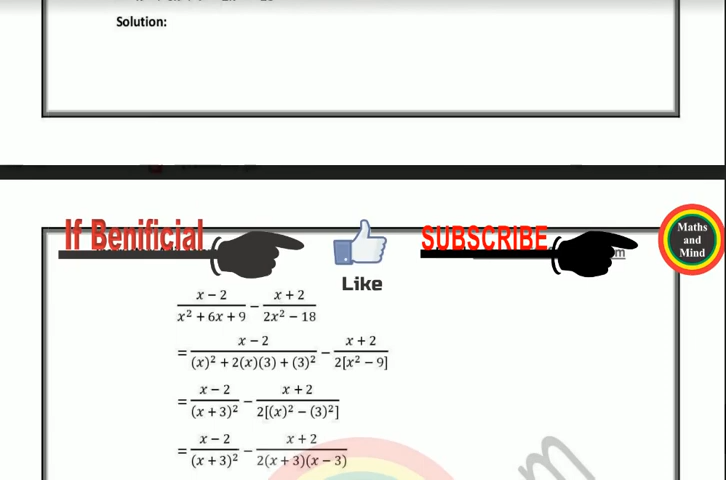 Solution:
If Benificial
SUBSCRIBE
m
Maths
and
Mind
Like
x − 2 / x² + 6x + 9 − x + 2 / 2x² − 18
= x − 2 / (x)² + 2(x)(3) + (3)² − x + 2 / 2[x² − 9]
= x − 2 / (x + 3)² − x + 2 / 2[(x)² − (3)²]
= x − 2 / (x + 3)² − x + 2 / 2(x + 3)(x − 3)
m